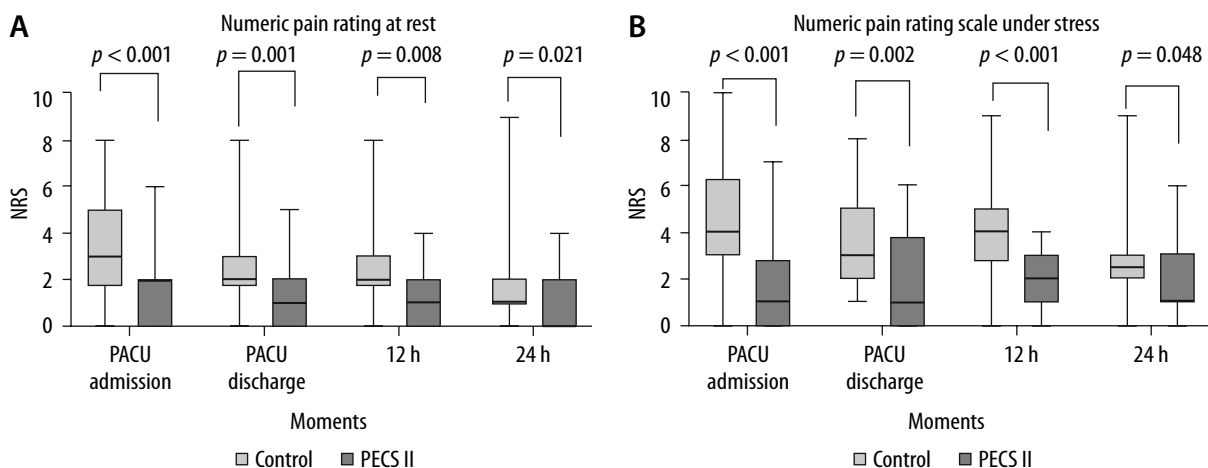 A
Numeric pain rating at rest
p < 0.001
p = 0.001
p = 0.008
p = 0.021
10
8
6
4
2
0
NRS
PACU
admission
PACU
discharge
12 h
24 h
Moments
Control
PECS II
B
Numeric pain rating scale under stress
p < 0.001
p = 0.002
p < 0.001
p = 0.048
10
8
6
4
2
0
NRS
PACU
admission
PACU
discharge
12 h
24 h
Moments
Control
PECS II